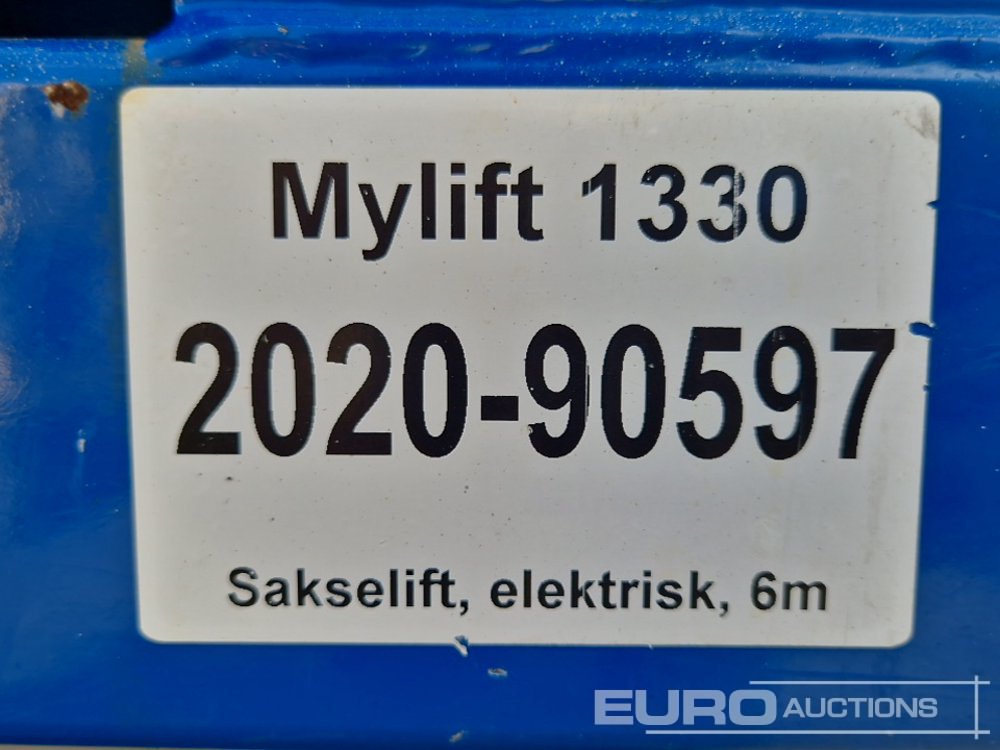 Mylift 1330
2020-90597
Sakselift, elektrisk, 6m
EURO AUCTIONS